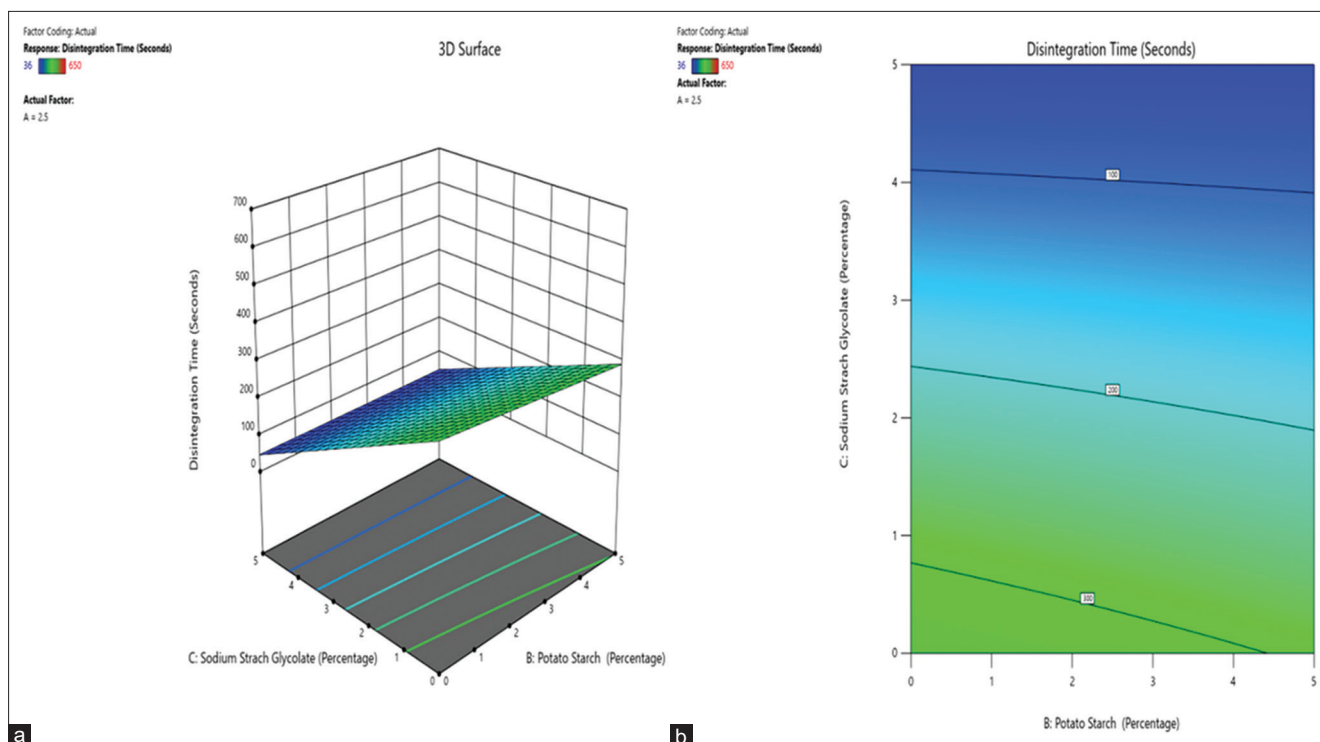 Factor Coding: Actual
Response: Disintegration Time (Seconds)
36 650
Actual Factor:
A = 2.5
3D Surface
700
600
500
400
300
200
100
0
Disintegration Time (Seconds)
5
4
3
2
1
0
C: Sodium Strach Glycolate (Percentage)
0
1
2
3
4
5
B: Potato Starch (Percentage)
a
Factor Coding: Actual
Response: Disintegration Time (Seconds)
36 650
Actual Factor:
A = 2.5
Disintegration Time (Seconds)
5
4
3
2
1
0
C: Sodium Strach Glycolate (Percentage)
100
200
300
0 1 2 3 4 5
B: Potato Starch (Percentage)
b